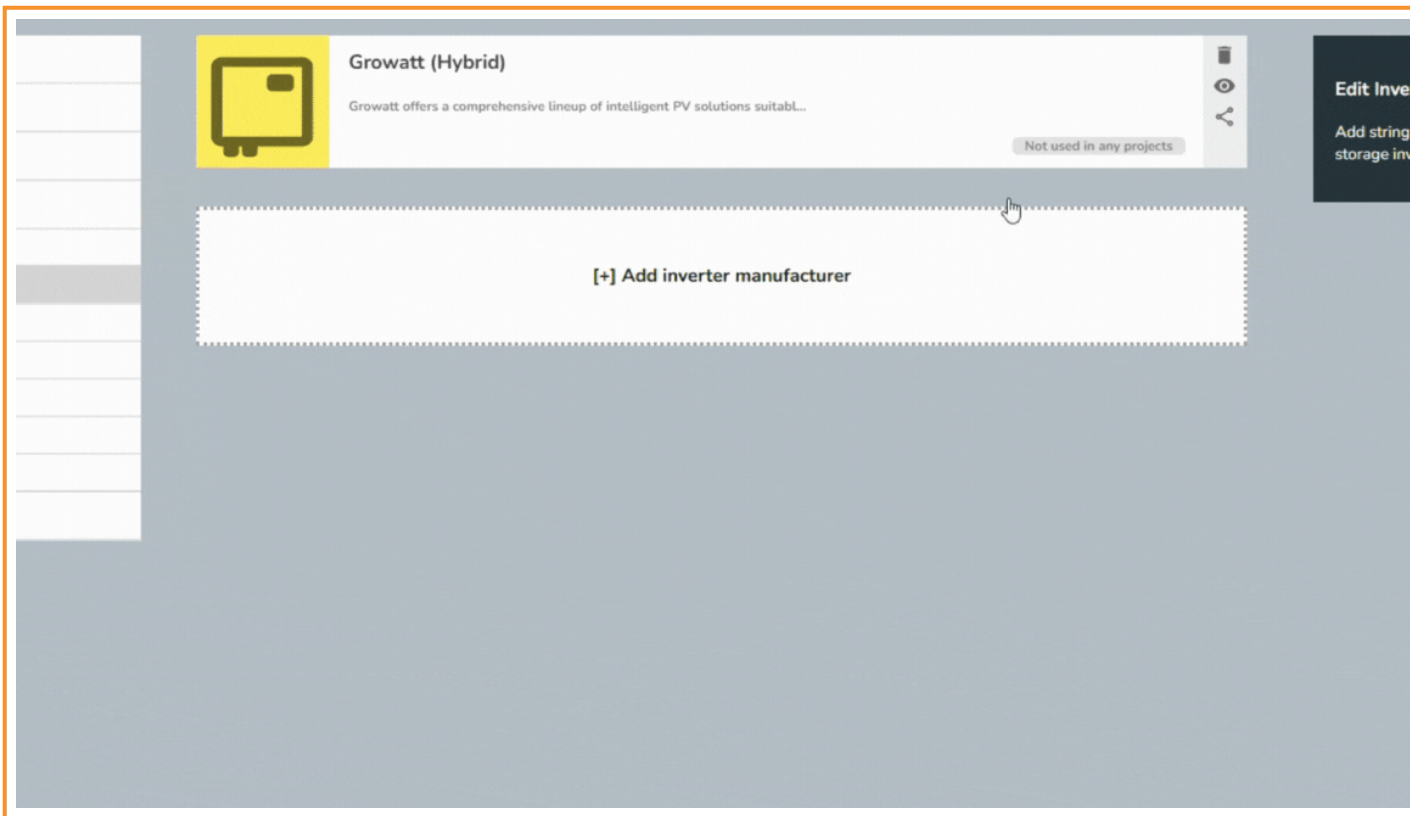 Growatt (Hybrid)
Growatt offers a comprehensive lineup of intelligent PV solutions suitabl...
Not used in any projects
[+] Add inverter manufacturer
Edit Inve
Add string
storage inv